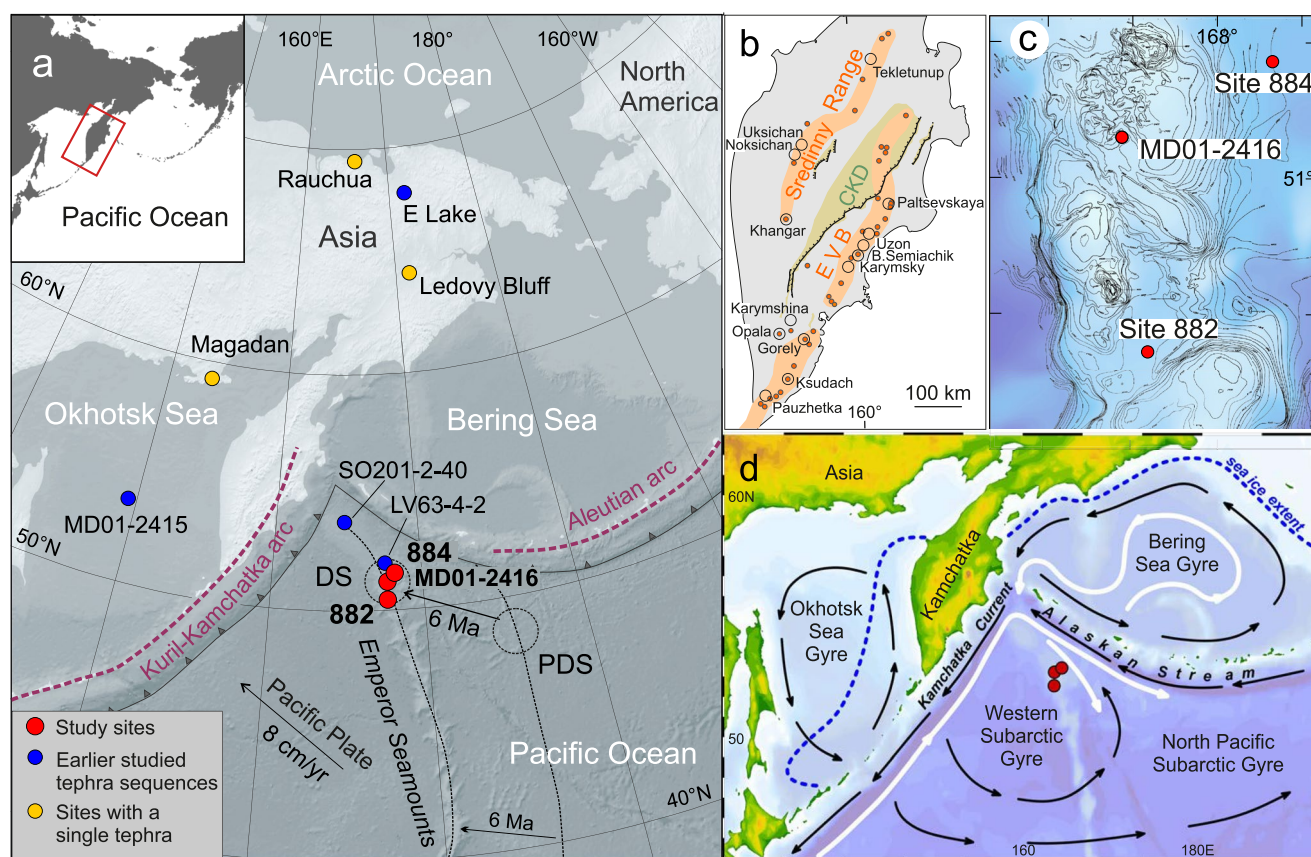 a
160°E
180°
160°W
Arctic Ocean
North
America
Pacific Ocean
Rauchua
E Lake
Asia
Ledovy Bluff
60°N
Magadan
Okhotsk Sea
Bering Sea
SO201-2-40
LV63-4-2
MD01-2415
50°N
Aleutian arc
884
DS
MD01-2416
882
6 Ma
PDS
Kuril-Kamchatka arc
Pacific Plate
8 cm/yr
Emperor Seamounts
Pacific Ocean
40°N
6 Ma
Study sites
Earlier studied
tephra sequences
Sites with a
single tephra
b
Tekletunup
Sredinny Range
Uksichan
Noksichan
CKD
Paltsevskaya
Khangar
EVB
Uzon
B.Semiachik
Karymsky
Karymshina
Opala
Gorely
Ksudach
Pauzhetka
160°
100 km
c
168°
Site 884
MD01-2416
51°
Site 882
d
Asia
60N
sea ice extent
Kamchatka
Bering
Sea Gyre
Okhotsk
Sea
Gyre
Kamchatka Current
Alaskan Stream
Western
Subarctic
Gyre
North Pacific
Subarctic Gyre
50
160
180E